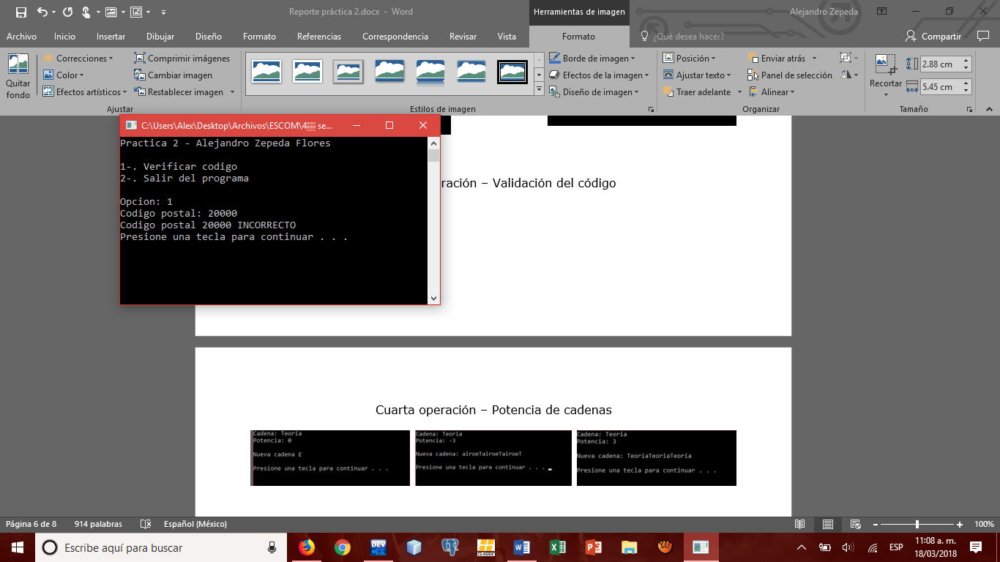 Reporte práctica 2.docx - Word
Herramientas de imagen
Alejandro Zepeda
Archivo Inicio Insertar Dibujar Diseño Formato Referencias Correspondencia Revisar Vista Formato ¿Qué desea hacer? Compartir
Quitar fondo
Correcciones
Color
Efectos artísticos
Comprimir imágenes
Cambiar imagen
Restablecer imagen
Ajustar
Estilos de imagen
Borde de imagen
Efectos de la imagen
Diseño de imagen
Posición
Ajustar texto
Traer adelante
Enviar atrás
Panel de selección
Alinear
Organizar
Recortar
2.88 cm
5.45 cm
Tamaño
C:\Users\Alex\Desktop\Archivos\ESCOM\4▒▒ se...
Practica 2 - Alejandro Zepeda Flores
1-. Verificar codigo
2-. Salir del programa
Opcion: 1
Codigo postal: 20000
Codigo postal 20000 INCORRECTO
Presione una tecla para continuar . . .
ración – Validación del código
Cuarta operación – Potencia de cadenas
Cadena: Teoría
Potencia: 0
Nueva cadena £
Presione una tecla para continuar . . .
Cadena: Teoria
Potencia: -3
Nueva cadena: airoeTairoeTairoeT
Presione una tecla para continuar . . .
Cadena: Teoria
Potencia: 3
Nueva cadena: TeoriaTeoriaTeoria
Presione una tecla para continuar . . .
Página 6 de 8 914 palabras Español (México) 100%
Escribe aquí para buscar
DEV
CLASSIC
ESP
11:08 a. m.
18/03/2018